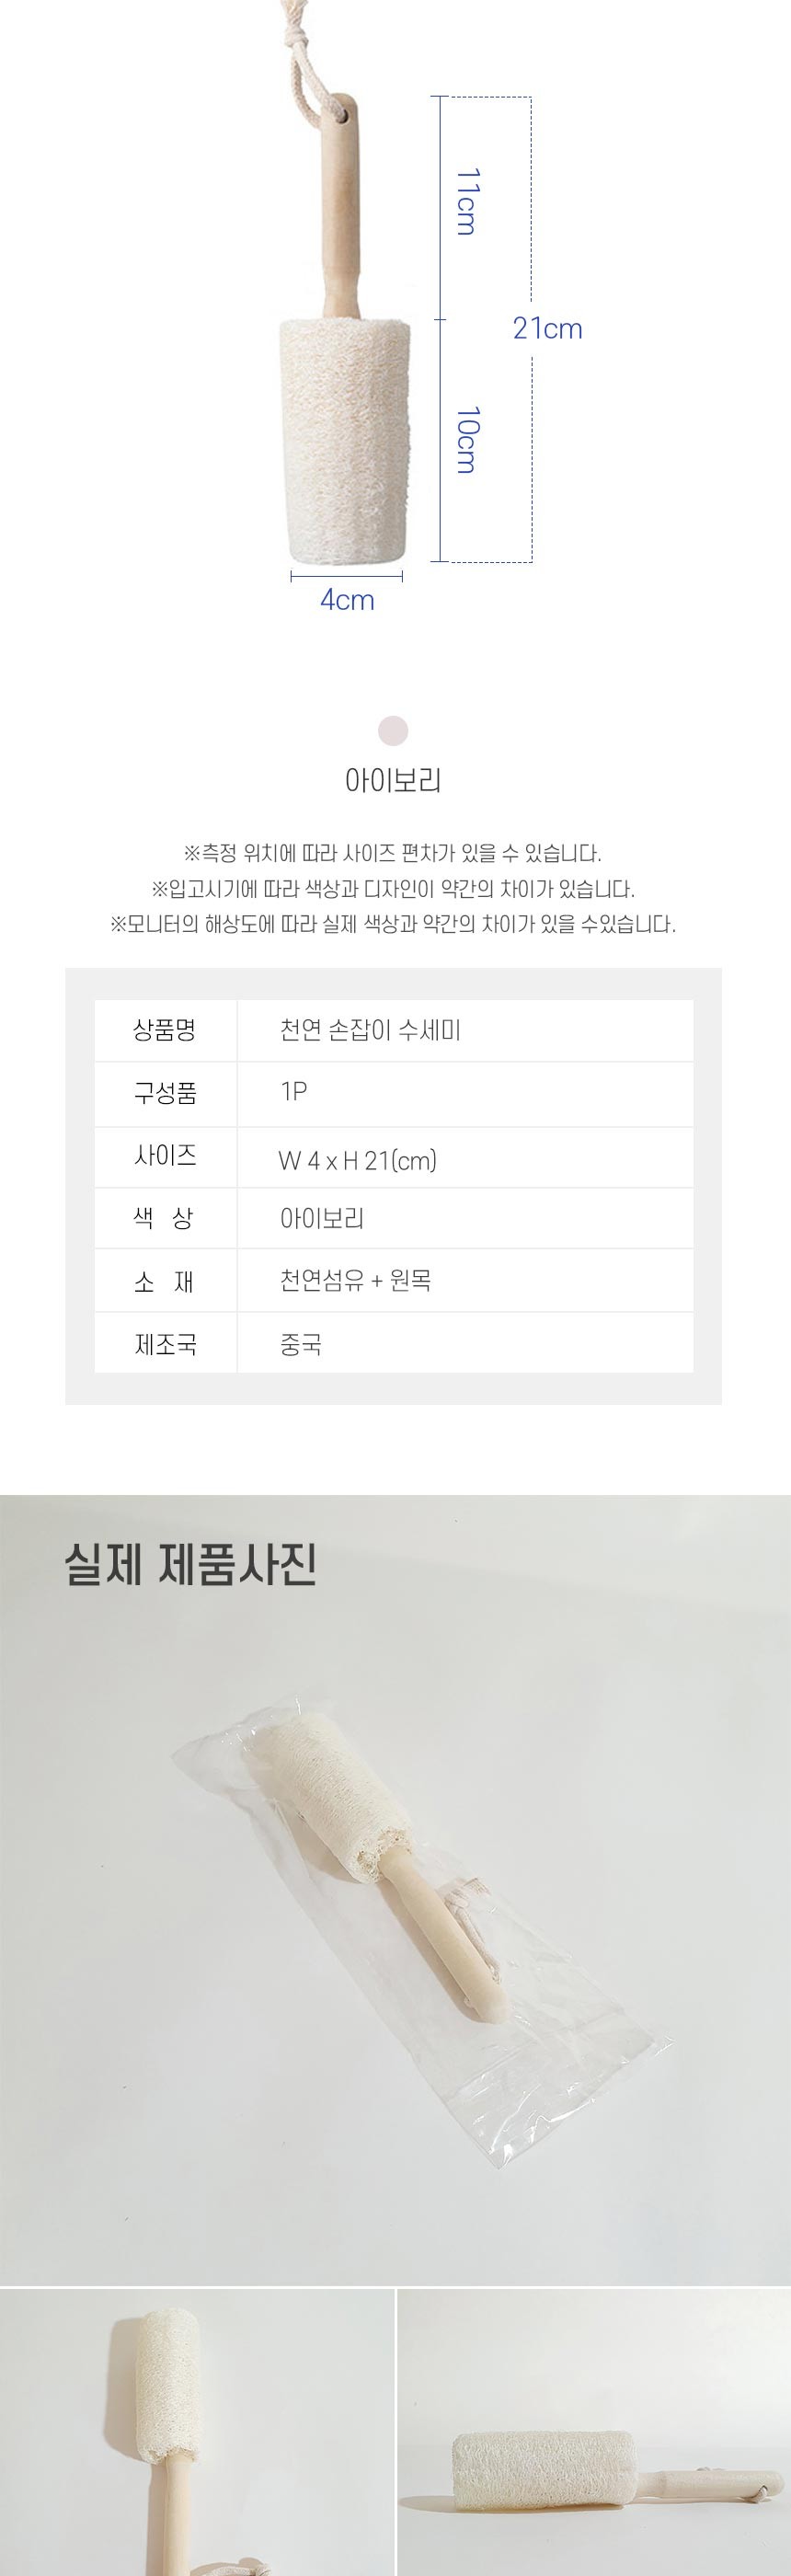 11cm
21cm
10cm
4cm
아이보리
※측정 위치에 따라 사이즈 편차가 있을 수 있습니다.
※입고시기에 따라 색상과 디자인이 약간의 차이가 있습니다.
※모니터의 해상도에 따라 실제 색상과 약간의 차이가 있을 수있습니다.
상품명 천연 손잡이 수세미
구성품 1P
사이즈 W 4 x H 21(cm)
색 상 아이보리
소 재 천연섬유 + 원목
제조국 중국
실제 제품사진